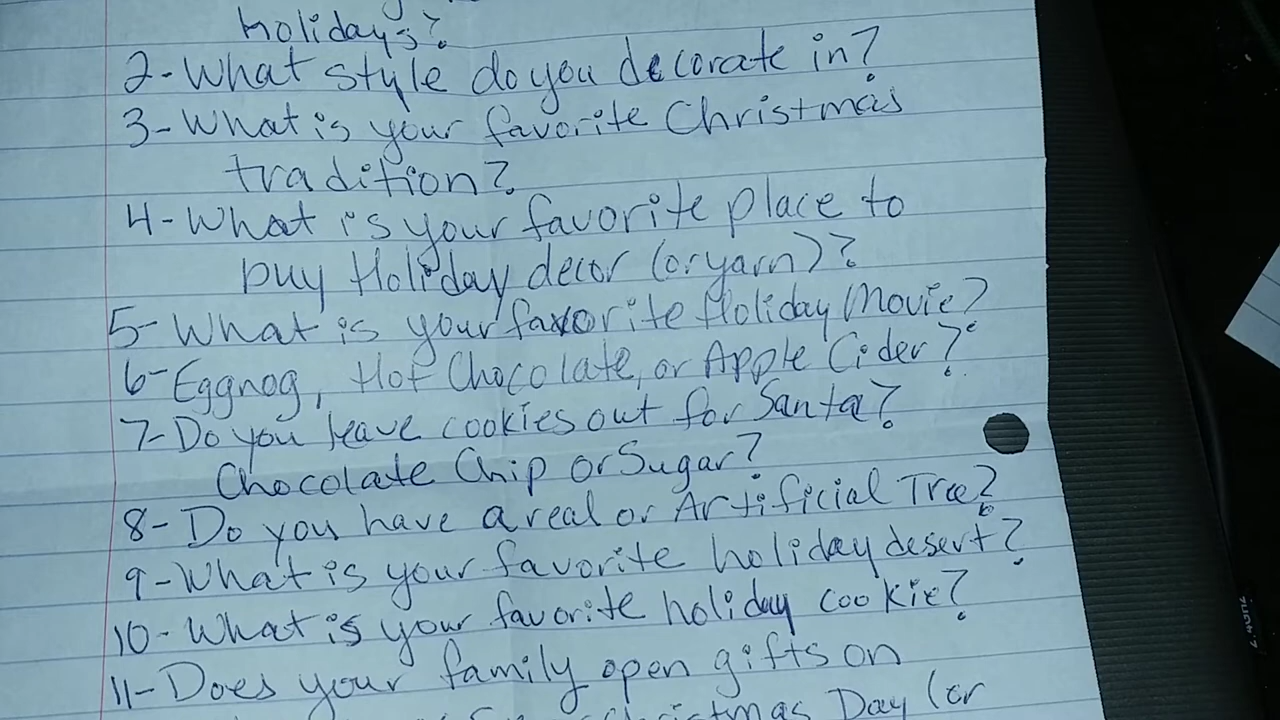 holidays?
2-What style do you decorate in?
3-What is your favorite Christmas
tradition?
4-What is your favorite place to
buy Holiday decor (or yarn)?
5-What is your favorite Holiday Movie?
6-Eggnog, Hot Chocolate, or Apple Cider?
7-Do you leave cookies out for Santa?
Chocolate Chip or Sugar?
8-Do you have a real or Artificial Tree?
9-What is your favorite holiday desert?
10-What is your favorite holiday cookie?
11-Does your family open gifts on
Christmas Day (or